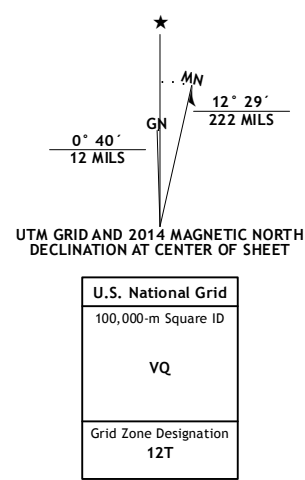 ★
MN
GN
12° 29´
222 MILS
0° 40´
12 MILS
UTM GRID AND 2014 MAGNETIC NORTH
DECLINATION AT CENTER OF SHEET
U.S. National Grid
100,000-m Square ID
VQ
Grid Zone Designation
12T